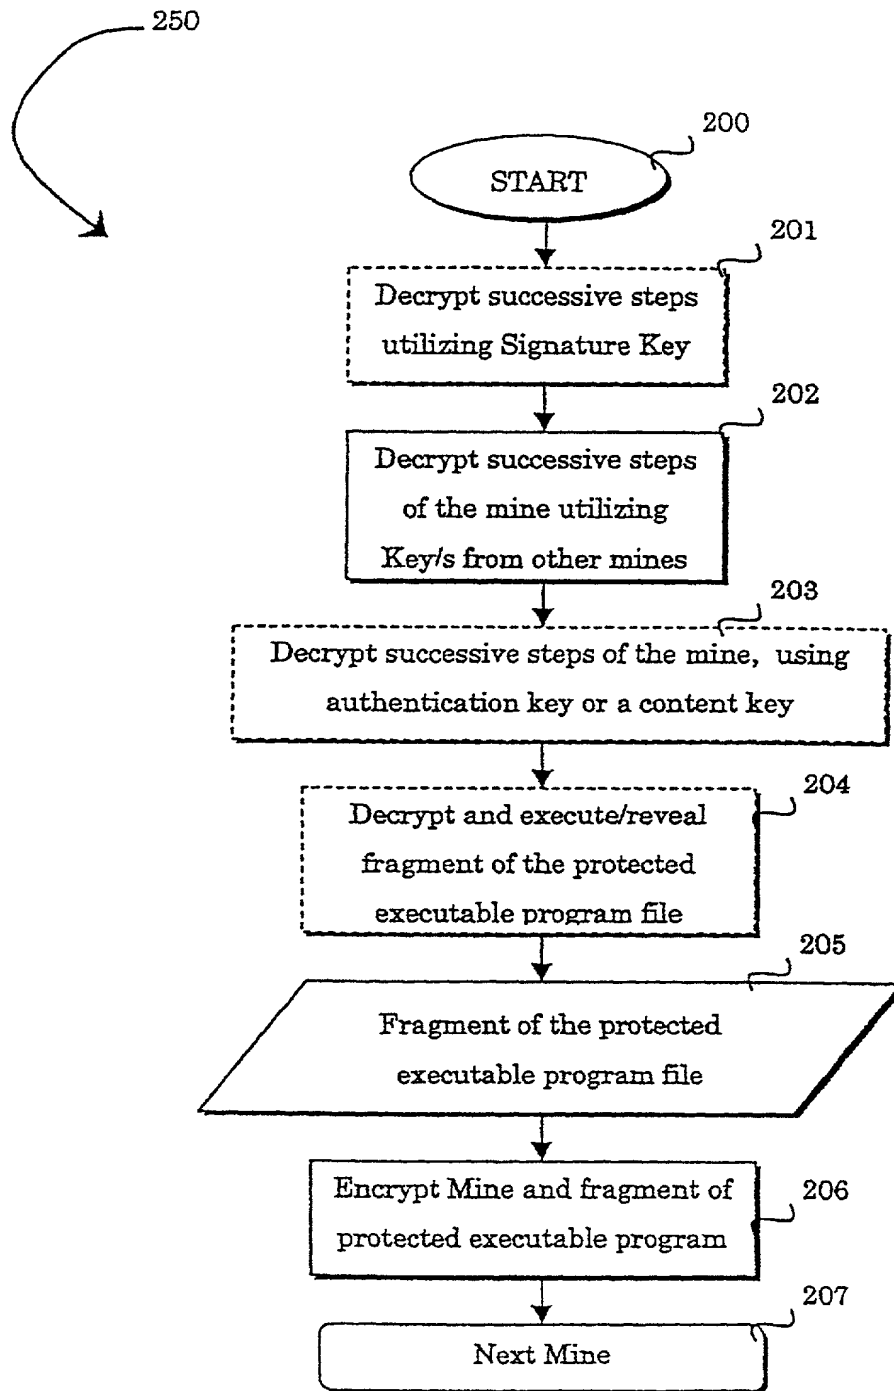 250
200
START
201
Decrypt successive steps
utilizing Signature Key
202
Decrypt successive steps
of the mine utilizing
Key/s from other mines
203
Decrypt successive steps of the mine, using
authentication key or a content key
204
Decrypt and execute/reveal
fragment of the protected
executable program file
205
Fragment of the protected
executable program file
Encrypt Mine and fragment of
protected executable program
206
207
Next Mine